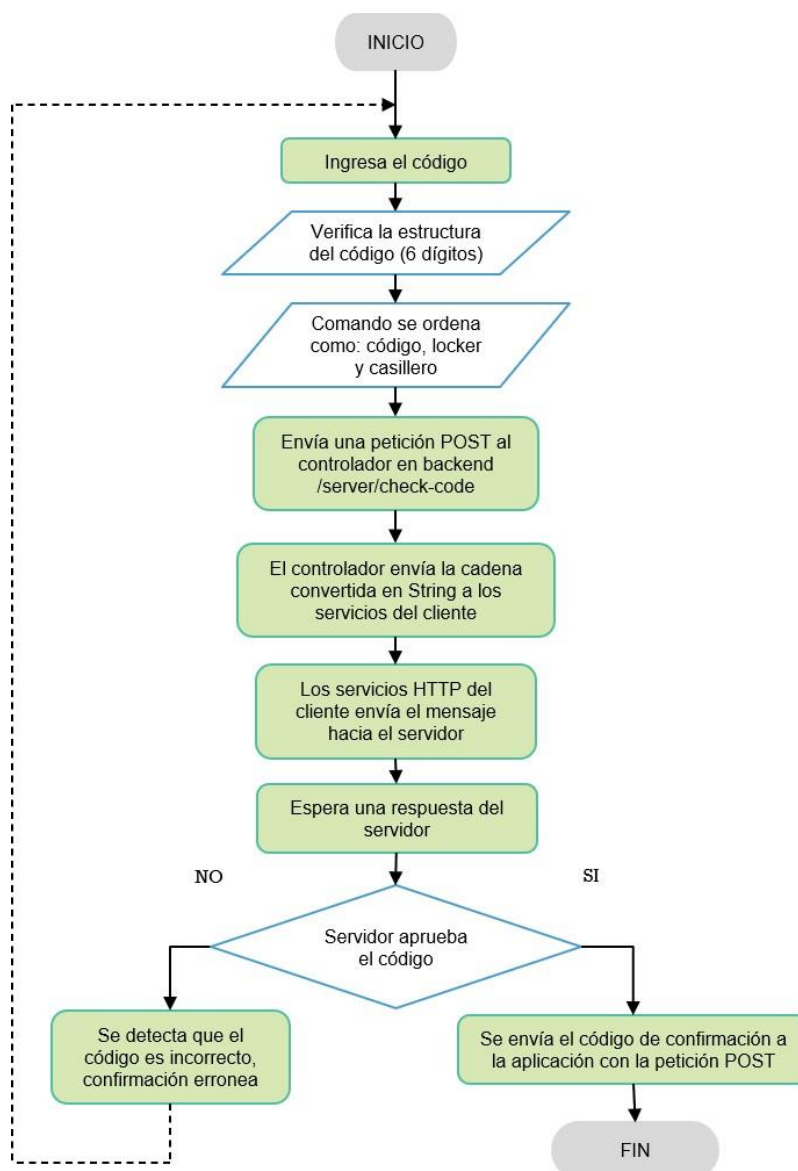 INICIO
Ingresa el código
Verifica la estructura
del código (6 dígitos)
Comando se ordena
como: código, locker
y casillero
Envía una petición POST al
controlador en backend
/server/check-code
El controlador envía la cadena
convertida en String a los
servicios del cliente
Los servicios HTTP del
cliente envía el mensaje
hacia el servidor
Espera una respuesta del
servidor
NO
SI
Servidor aprueba
el código
Se detecta que el
código es incorrecto,
confirmación erronea
Se envía el código de confirmación a
la aplicación con la petición POST
FIN